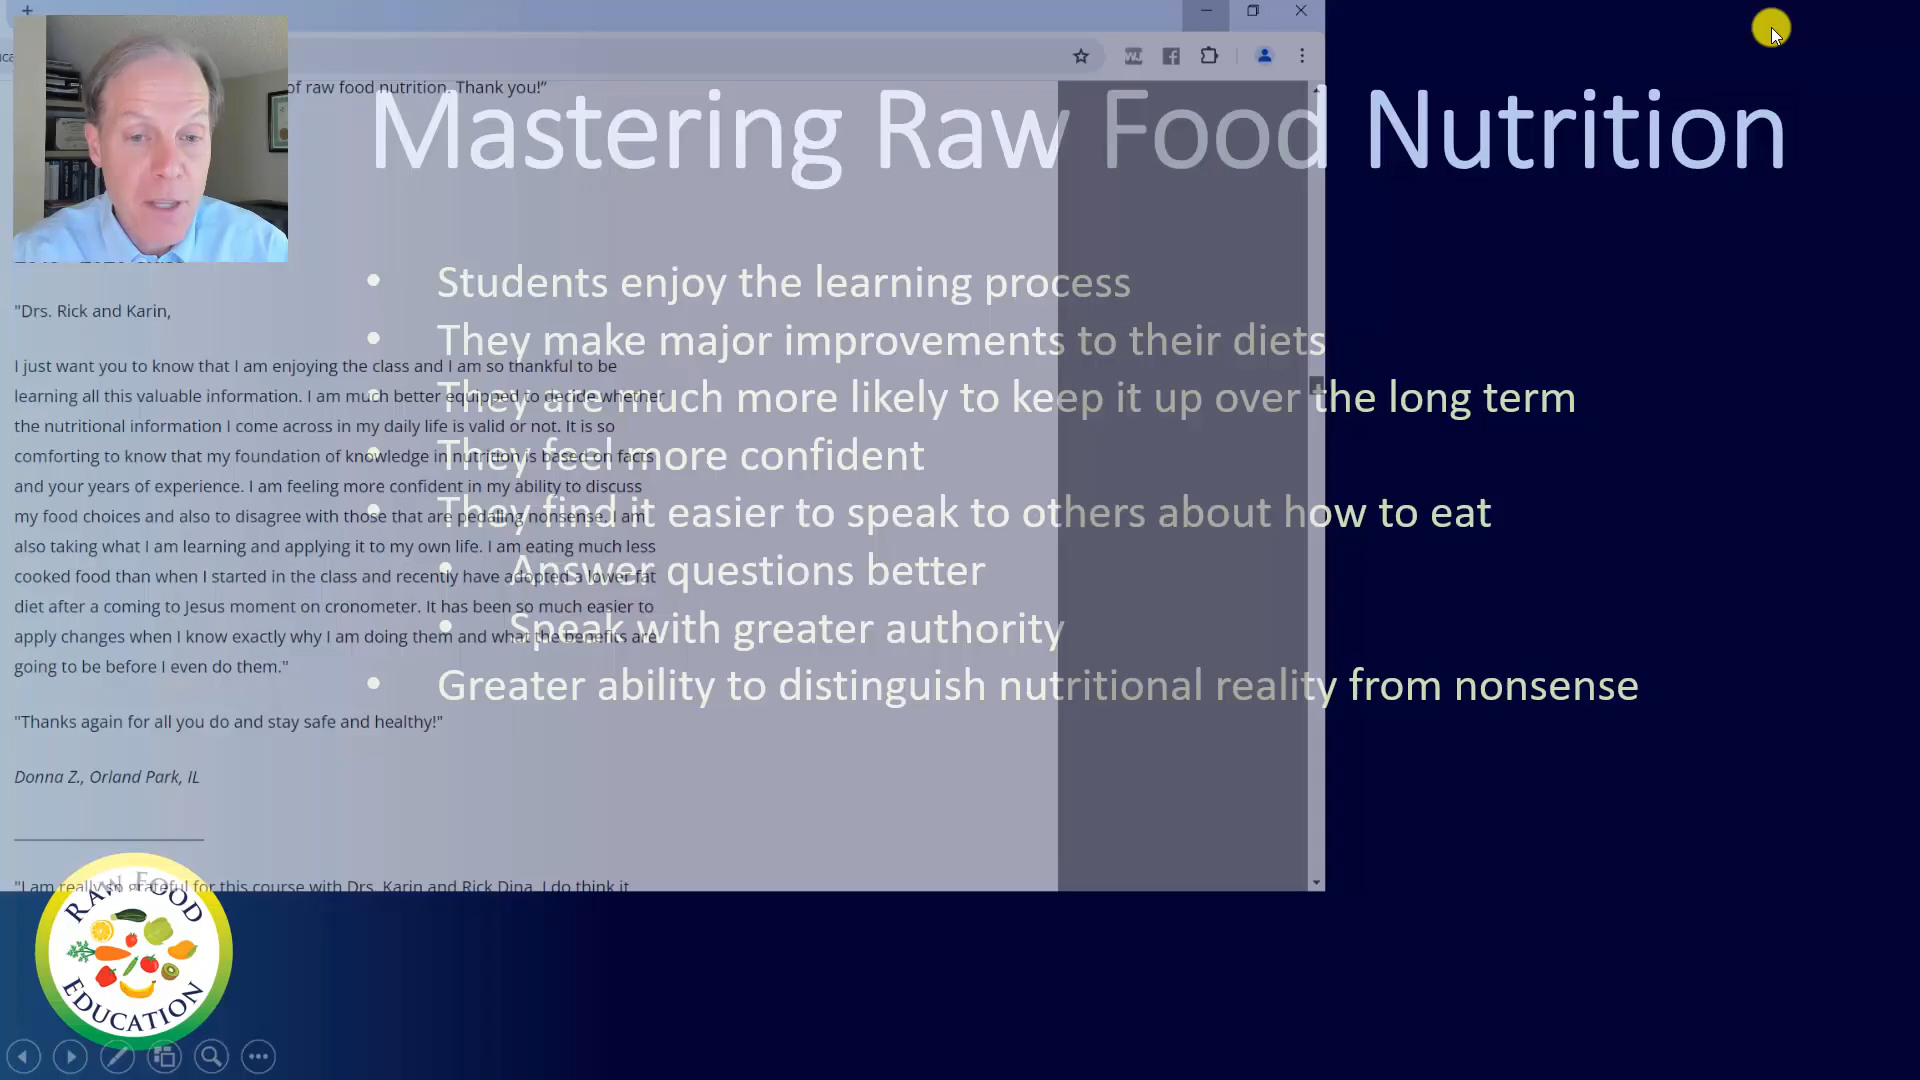 of raw food nutrition. Thank you!"
Mastering Raw Food Nutrition
"Drs. Rick and Karin,
I just want you to know that I am enjoying the class and I am so thankful to be
learning all this valuable information. I am much better equipped to decide whether
the nutritional information I come across in my daily life is valid or not. It is so
comforting to know that my foundation of knowledge in nutrition is based on facts
and your years of experience. I am feeling more confident in my ability to discuss
my food choices and also to disagree with those that are pedaling nonsense. I am
also taking what I am learning and applying it to my own life. I am eating much less
cooked food than when I started in the class and recently have adopted a lower fat
diet after a coming to Jesus moment on cronometer. It has been so much easier to
apply changes when I know exactly why I am doing them and what the benefits are
going to be before I even do them."
"Thanks again for all you do and stay safe and healthy!"
Donna Z., Orland Park, IL
"I am really so grateful for this course with Drs. Karin and Rick Dina. I do think it
• Students enjoy the learning process
• They make major improvements to their diets
• They are much more likely to keep it up over the long term
• They feel more confident
• They find it easier to speak to others about how to eat
• Answer questions better
• Speak with greater authority
• Greater ability to distinguish nutritional reality from nonsense
RAW FOOD
EDUCATION